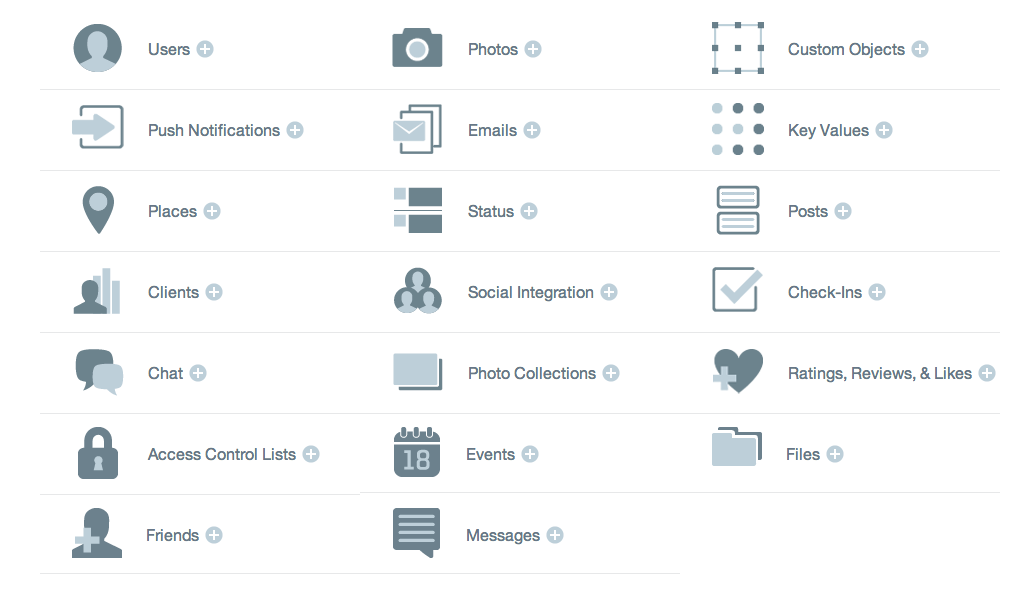 Users
Photos
Custom Objects
Push Notifications
Emails
Key Values
Places
Status
Posts
Clients
Social Integration
Check-Ins
Chat
Photo Collections
Ratings, Reviews, & Likes
Access Control Lists
18
Events
Files
Friends
Messages